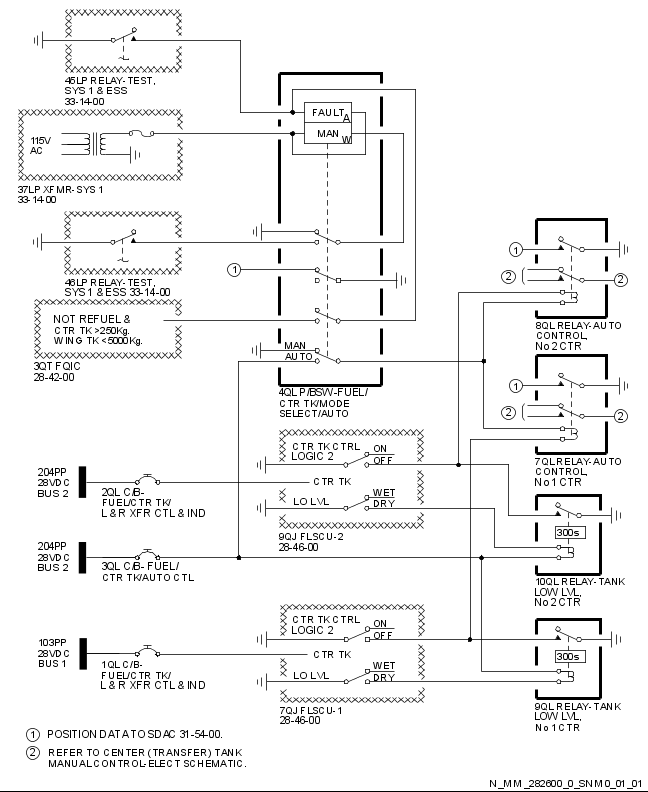 45LP RELAY-TEST,
SYS 1 & ESS
33-14-00
FAULT A
MAN W
115V
AC
37LP XFMR-SYS 1
33-14-00
46LP RELAY-TEST,
SYS 1 & ESS 33-14-00
1
NOT REFUEL &
CTR TK >250Kg.
WING TK <5000Kg.
3QT FQIC
28-42-00
MAN
AUTO
4QL P/BSW-FUEL/
CTR TK/MODE
SELECT/AUTO
1
2
2
8QL RELAY-AUTO
CONTROL,
No 2 CTR
1
2
2
7QL RELAY-AUTO
CONTROL,
No 1 CTR
204PP
28VDC
BUS 2
2QL C/B-
FUEL/CTR TK/
L & R XFR CTL & IND
CTR TK CTRL
LOGIC 2
ON
OFF
CTR TK
LO LVL
WET
DRY
9QJ FLSCU-2
28-46-00
300s
10QL RELAY-TANK
LOW LVL,
No 2 CTR
204PP
28VDC
BUS 2
3QL C/B- FUEL/
CTR TK/AUTO CTL
103PP
28VDC
BUS 1
1QL C/B-
FUEL/CTR TK/
L & R XFR CTL & IND
CTR TK CTRL
LOGIC 2
ON
OFF
CTR TK
LO LVL
WET
DRY
7QJ FLSCU-1
28-46-00
300s
9QL RELAY-TANK
LOW LVL,
No 1 CTR
1 POSITION DATA TO SDAC 31-54-00.
2 REFER TO CENTER (TRANSFER) TANK
MANUAL CONTROL-ELECT SCHEMATIC.
N_MM_282600_0_SNM0_01_01